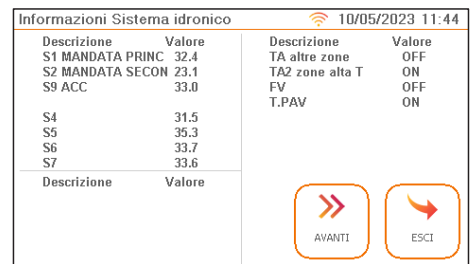 Informazioni Sistema idronico 10/05/2023 11:44
Descrizione Valore
S1 MANDATA PRINC 32.4
S2 MANDATA SECON 23.1
S9 ACC 33.0
S4 31.5
S5 35.3
S6 33.7
S7 33.6
Descrizione Valore
Descrizione Valore
TA altre zone OFF
TA2 zone alta T ON
FV OFF
T.PAV ON
AVANTI
ESCI